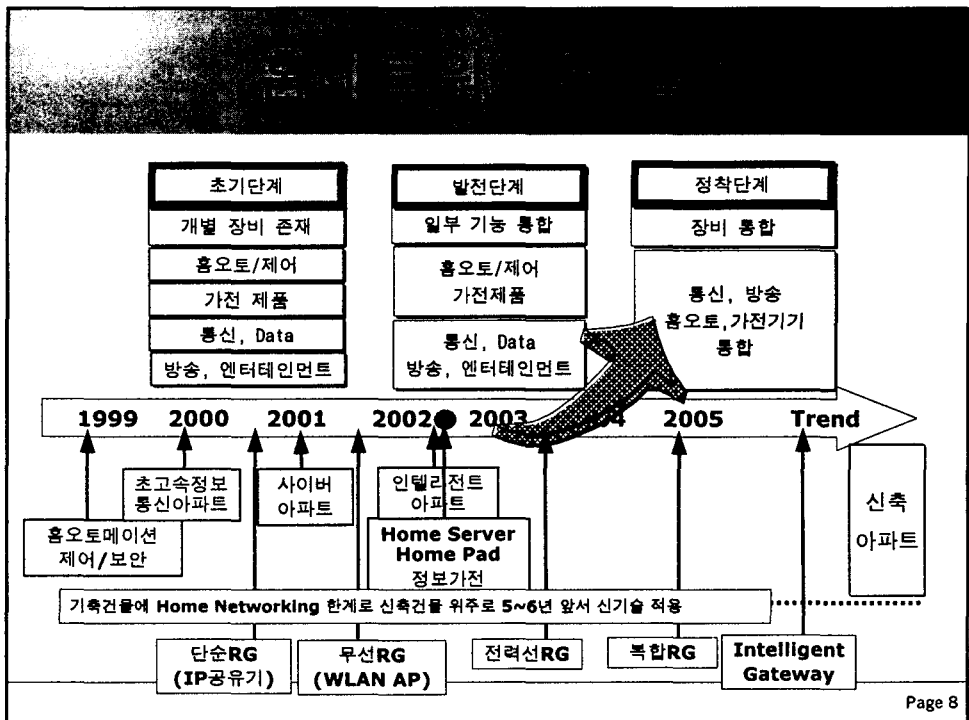 초기단계
개별 장비 존재
홈오토/제어
가전 제품
통신, Data
방송, 엔터테인먼트
발전단계
일부 기능 통합
홈오토/제어
가전제품
통신, Data
방송, 엔터테인먼트
정착단계
장비 통합
통신, 방송
홈오토,가전기기
통합
1999 2000 2001 2002 2003 2005 Trend
초고속정보
통신아파트
사이버
아파트
인텔리전트
아파트
신축
아파트
홈오토메이션
제어/보안
Home Server
Home Pad
정보가전
기축건물에 Home Networking 한계로 신축건물 위주로 5~6년 앞서 신기술 적용
단순RG
(IP공유기)
무선RG
(WLAN AP)
전력선RG
복합RG
Intelligent
Gateway
Page 8